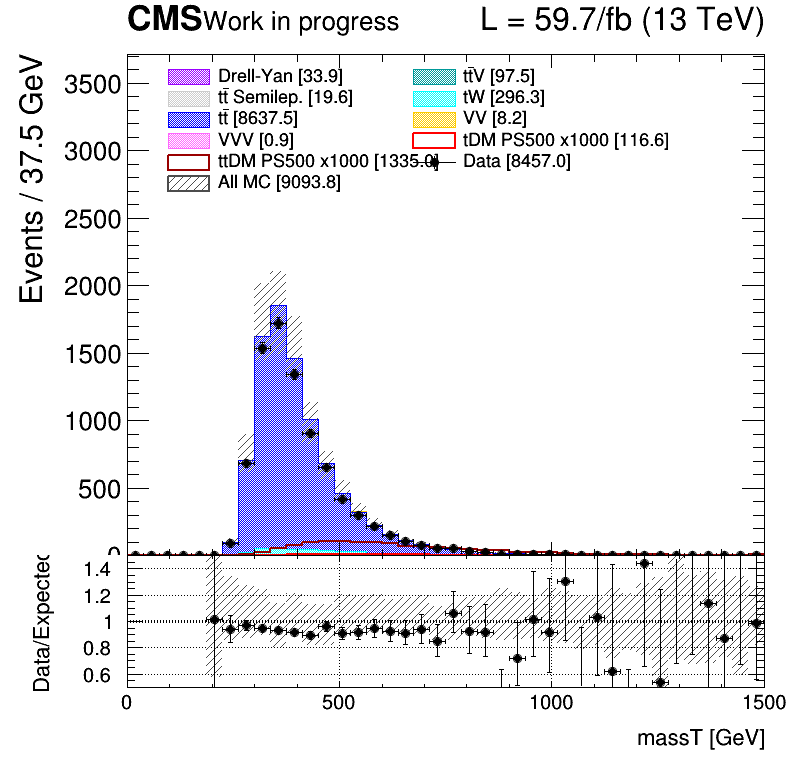 CMS Work in progress L = 59.7/fb (13 TeV)
Events / 37.5 GeV
3500
3000
2500
2000
1500
1000
500
0
Drell-Yan [33.9]
tt̄ Semilep. [19.6]
tt̄ [8637.5]
VVV [0.9]
ttDM PS500 x1000 [1335.0]
All MC [9093.8]
tt̄V [97.5]
tW [296.3]
VV [8.2]
tDM PS500 x1000 [116.6]
Data [8457.0]
Data/Expected
1.4
1.2
1
0.8
0.6
0 500 1000 1500
massT [GeV]